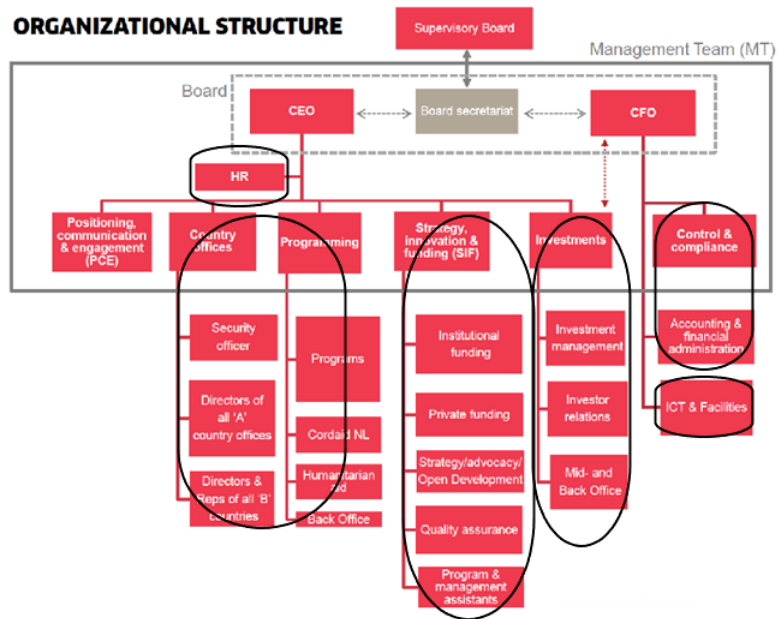 ORGANIZATIONAL STRUCTURE
Supervisory Board
Management Team (MT)
Board
CEO
Board secretariat
CFO
HR
Positioning,
communication
& engagement
(PCE)
Country
offices
Programming
Strategy,
innovation &
funding (SIF)
Investments
Control &
compliance
Security
officer
Directors of
all 'A'
country offices
Directors &
Reps of all 'B'
countries
Programs
Cordaid NL
Humanitarian
aid
Back Office
Institutional
funding
Private funding
Strategy/advocacy/
Open Development
Quality assurance
Program &
management
assistants
Investment
management
Investor
relations
Mid- and
Back Office
Accounting &
financial
administration
ICT & Facilities